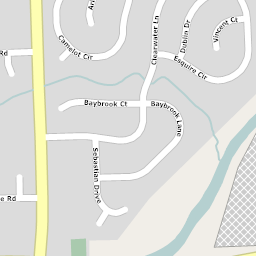 Camelot Cir
Clearwater Ln
Dublin Dr
Vincent Ct
Esquire Cir
Rd
Baybrook Ct
Baybrook Lane
Sebastian Drive
e Rd